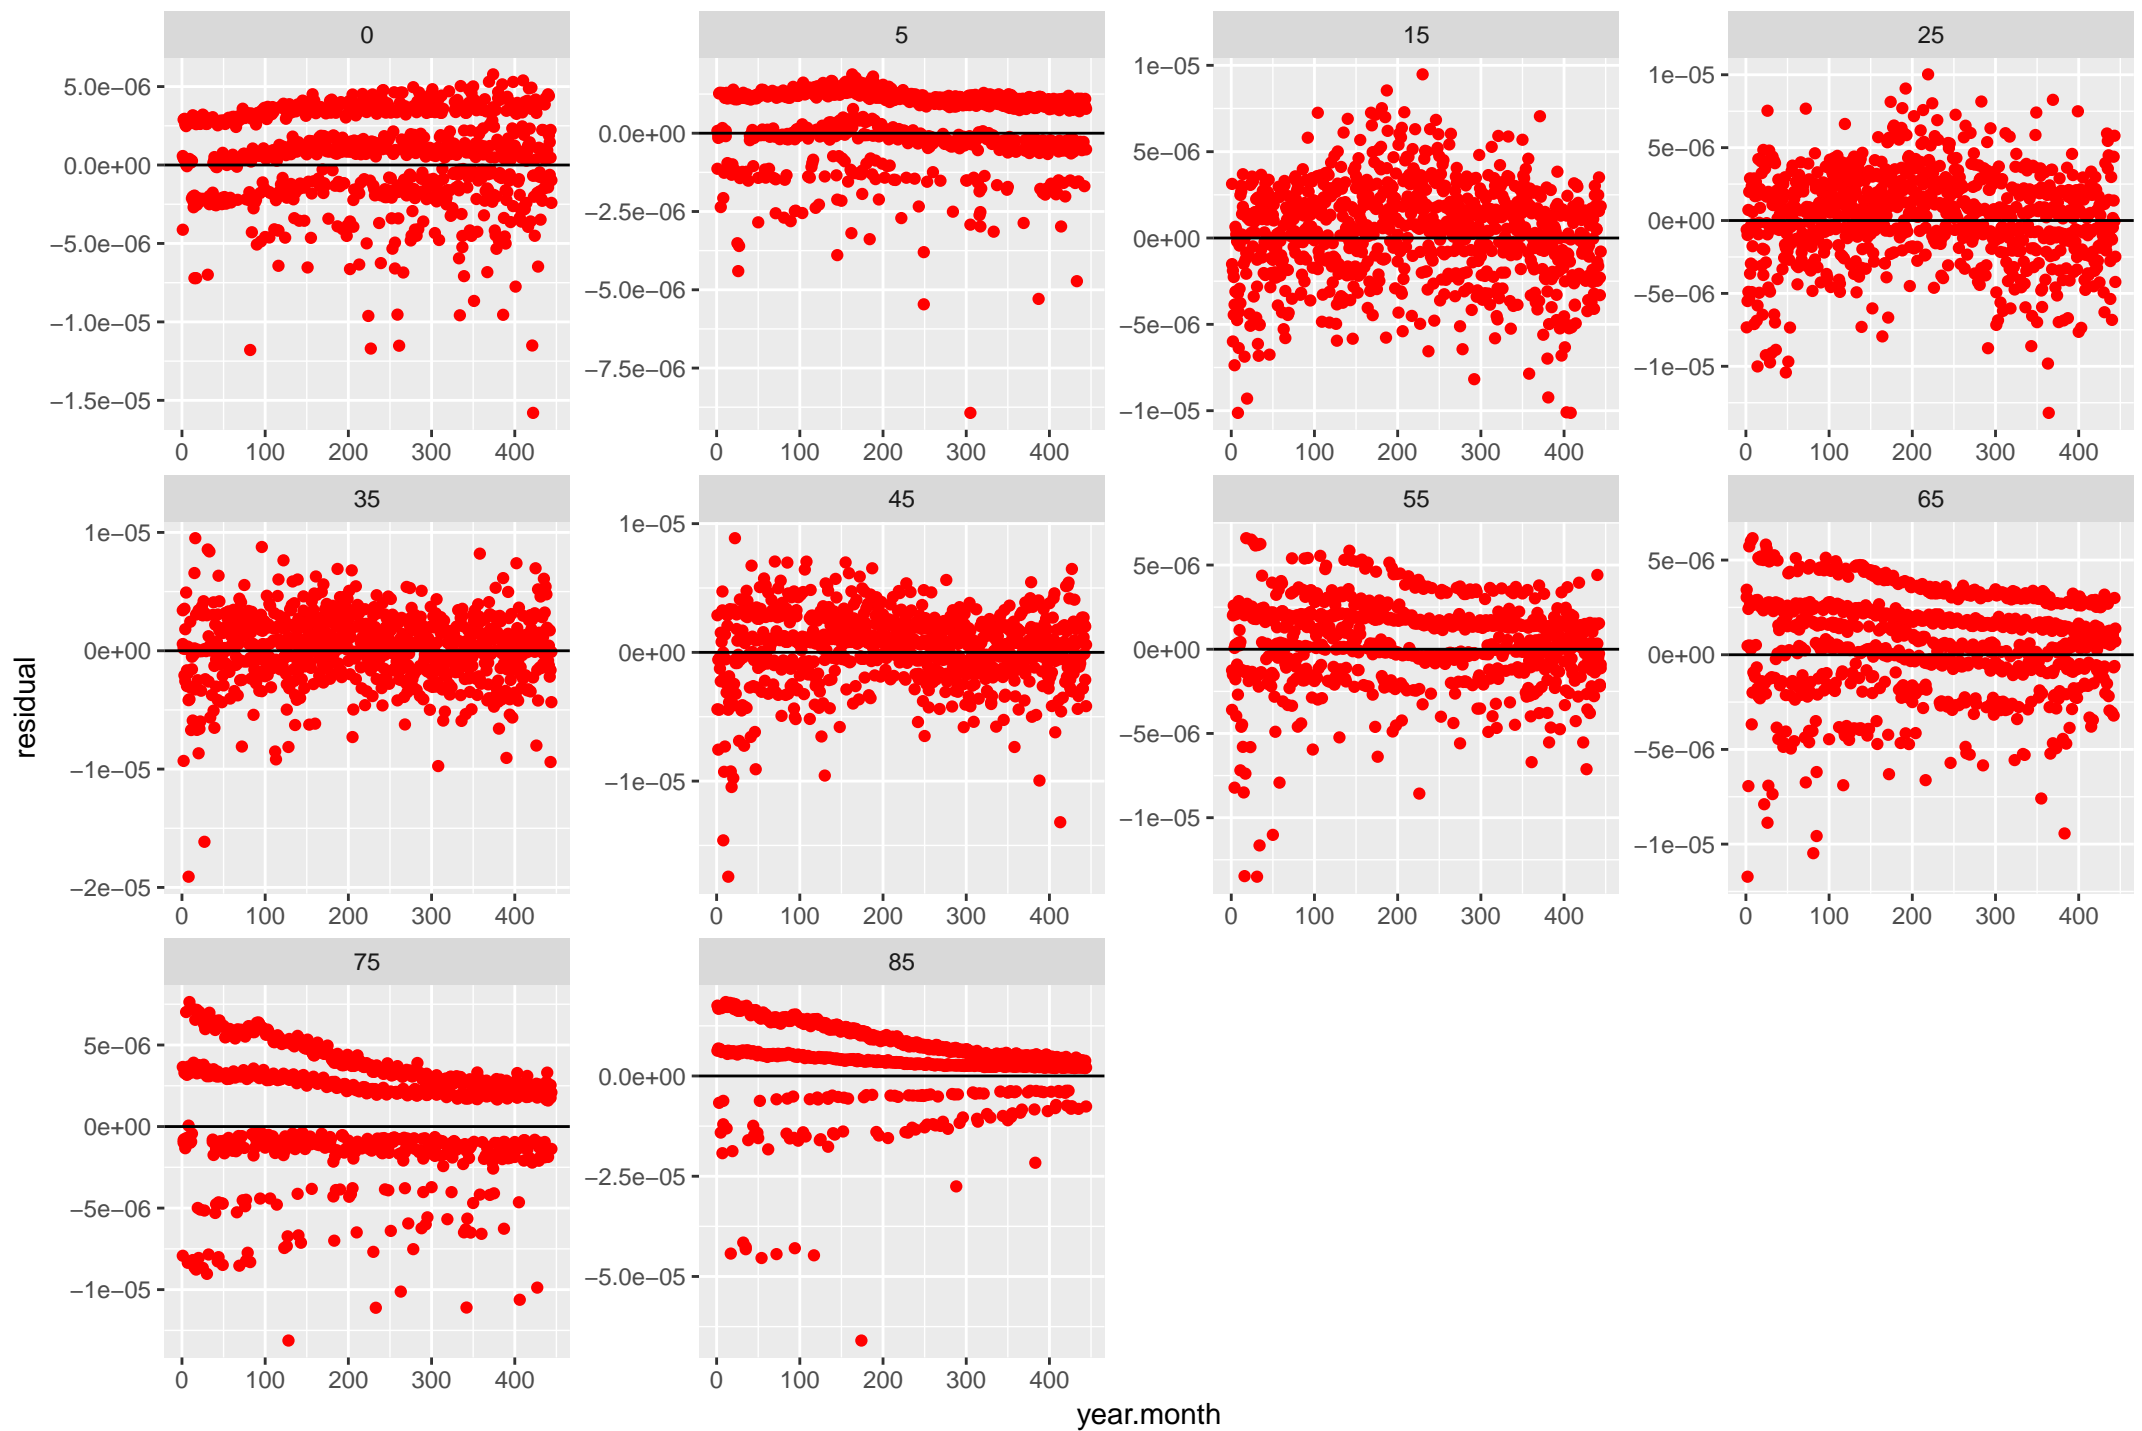 0 5 15 25
5.0e−06
0.0e+00
−5.0e−06
−1.0e−05
−1.5e−05
0 100 200 300 400
0.0e+00
−2.5e−06
−5.0e−06
−7.5e−06
0 100 200 300 400
1e−05
5e−06
0e+00
−5e−06
−1e−05
0 100 200 300 400
1e−05
5e−06
0e+00
−5e−06
−1e−05
0 100 200 300 400
35 45 55 65
1e−05
0e+00
−1e−05
−2e−05
0 100 200 300 400
1e−05
0e+00
−1e−05
0 100 200 300 400
5e−06
0e+00
−5e−06
−1e−05
0 100 200 300 400
5e−06
0e+00
−5e−06
−1e−05
0 100 200 300 400
75 85
5e−06
0e+00
−5e−06
−1e−05
0 100 200 300 400
0.0e+00
−2.5e−05
−5.0e−05
0 100 200 300 400
residual
year.month